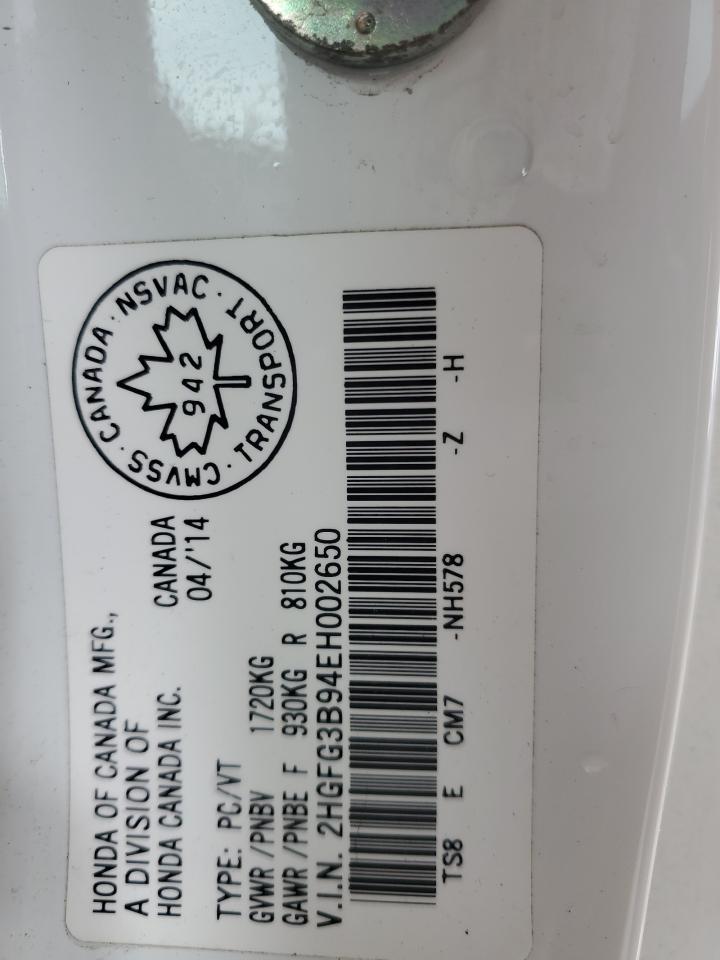 HONDA OF CANADA MFG.,
A DIVISION OF
HONDA CANADA INC.
CANADA
04/'14
CMVSS · CANADA · NSVAC · TRANSPORT
942
TYPE: PC/VT
GVWR /PNBV 1720KG
GAWR /PNBE F 930KG R 810KG
V.I.N. 2HGFG3B94EH002650
TS8 E CM7 -NH578 -Z -H